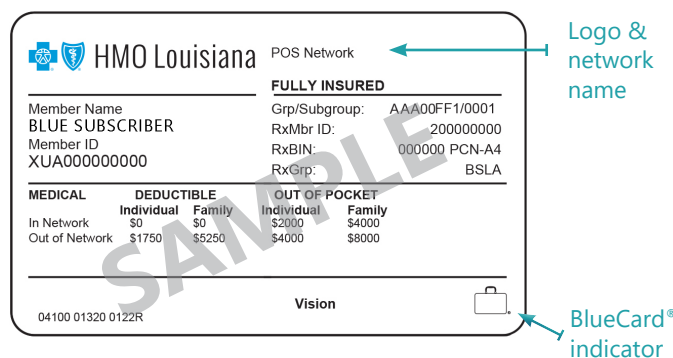 HMO Louisiana POS Network
Logo &
network
name
FULLY INSURED
Member Name
BLUE SUBSCRIBER
Member ID
XUA000000000
Grp/Subgroup: AAA00FF1/0001
RxMbr ID: 200000000
RxBIN: 000000 PCN-A4
RxGrp: BSLA
MEDICAL DEDUCTIBLE OUT OF POCKET
Individual Family Individual Family
In Network $0 $0 $2000 $4000
Out of Network $1750 $5250 $4000 $8000
SAMPLE
Vision
04100 01320 0122R
BlueCard®
indicator